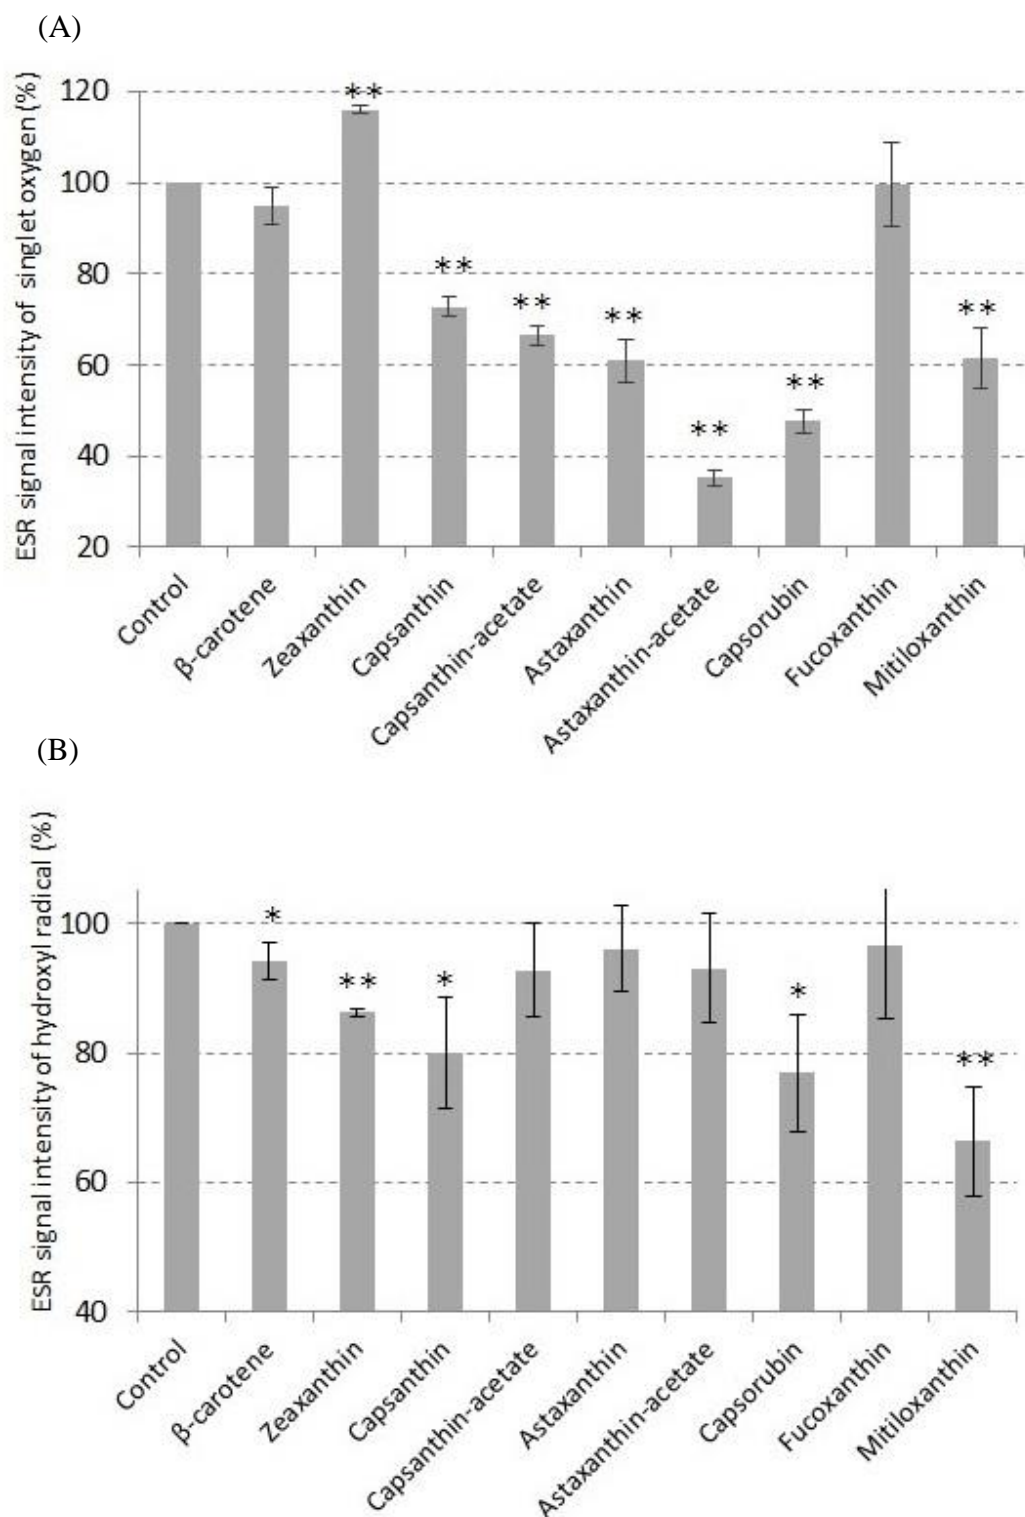 (A)
ESR signal intensity of singlet oxygen (%)
120
100
80
60
40
20
**
**
**
**
**
**
**
Control
β-carotene
Zeaxanthin
Capsanthin
Capsanthin-acetate
Astaxanthin
Astaxanthin-acetate
Capsorubin
Fucoxanthin
Mitiloxanthin
(B)
ESR signal intensity of hydroxyl radical (%)
100
80
60
40
*
**
*
*
**
Control
β-carotene
Zeaxanthin
Capsanthin
Capsanthin-acetate
Astaxanthin
Astaxanthin-acetate
Capsorubin
Fucoxanthin
Mitiloxanthin